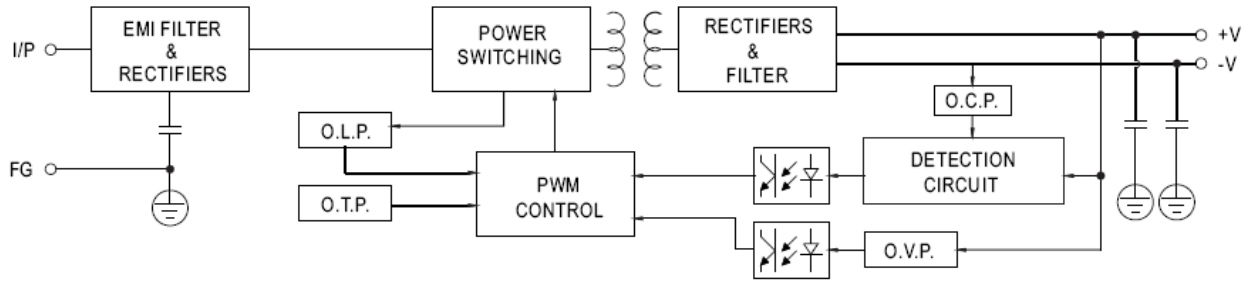 I/P
EMI FILTER
&
RECTIFIERS
POWER
SWITCHING
RECTIFIERS
&
FILTER
+V
-V
O.C.P.
O.L.P.
FG
PWM
CONTROL
DETECTION
CIRCUIT
O.T.P.
O.V.P.